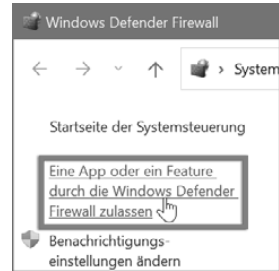 Windows Defender Firewall
System
Startseite der Systemsteuerung
Eine App oder ein Feature
durch die Windows Defender
Firewall zulassen
Benachrichtigungs-
einstellungen ändern